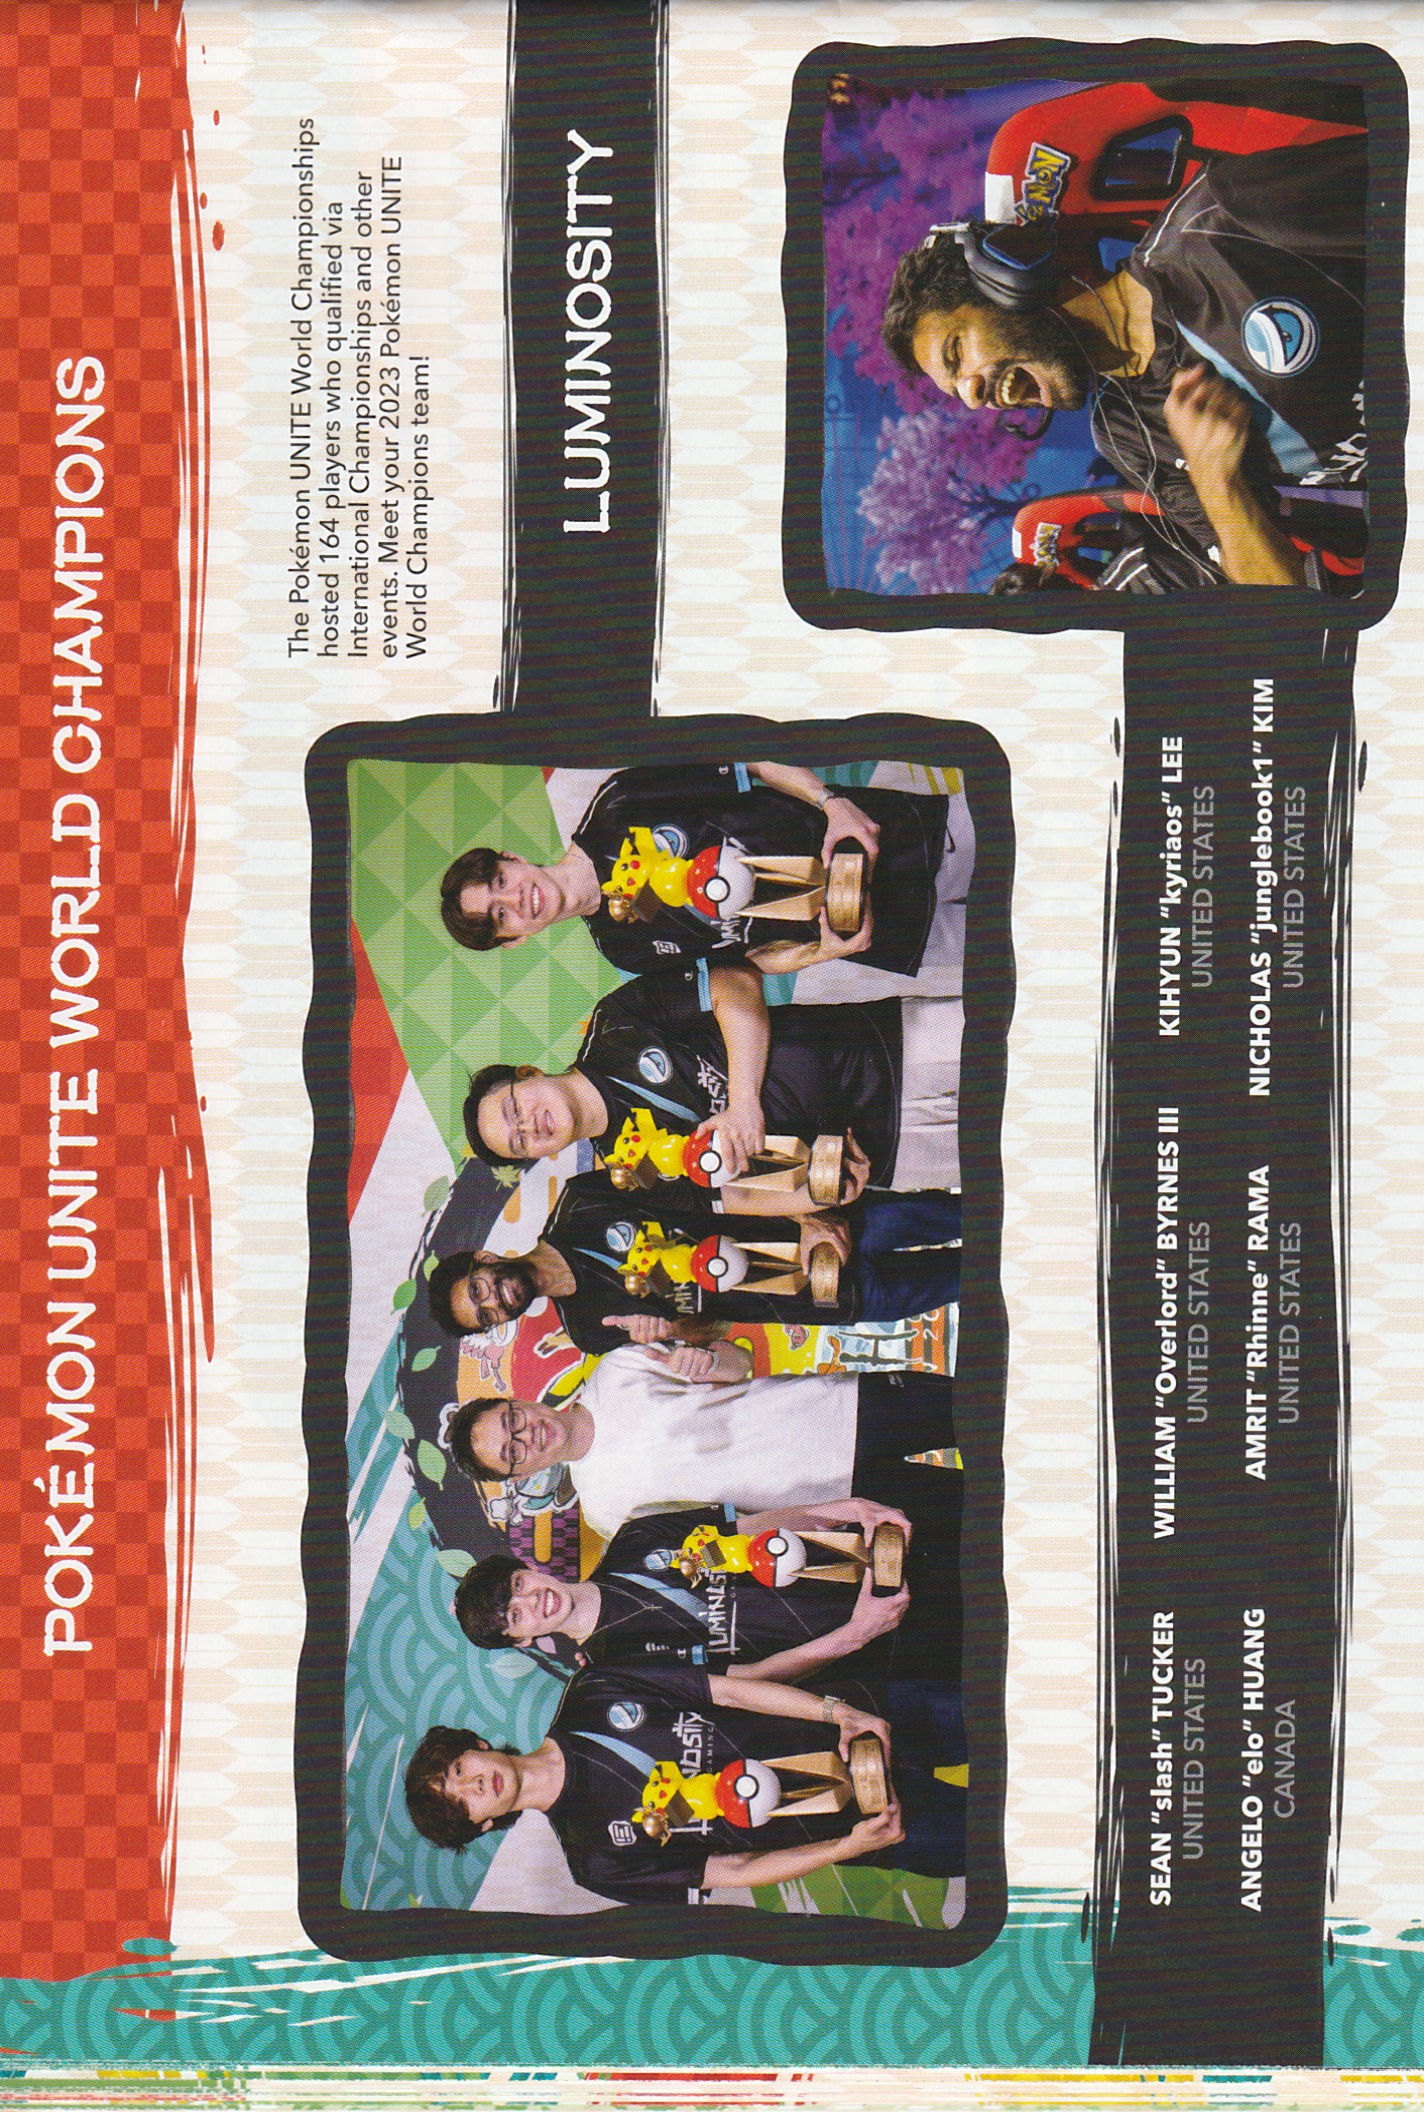 POKÉMON UNITE WORLD CHAMPIONS
The Pokémon UNITE World Championships
hosted 164 players who qualified via
International Championships and other
events. Meet your 2023 Pokémon UNITE
World Champions team!
LUMINOSITY
LUMINOSITY
GAMING
SEAN “slash” TUCKER
UNITED STATES
WILLIAM “Overlord” BYRNES III
UNITED STATES
KIHYUN “kyriaos” LEE
UNITED STATES
ANGELO “elo” HUANG
CANADA
AMRIT “Rhinne” RAMA
UNITED STATES
NICHOLAS “junglebook1” KIM
UNITED STATES
POKéMON